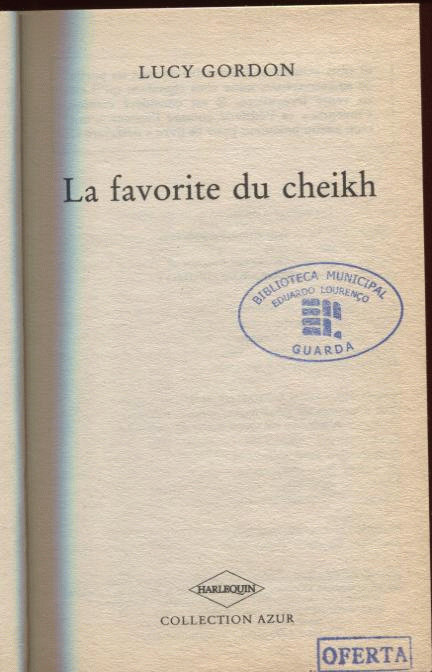 LUCY GORDON
La favorite du cheikh
BIBLIOTECA MUNICIPAL
EDUARDO LOURENÇO
GUARDA
HARLEQUIN
COLLECTION AZUR
OFERTA